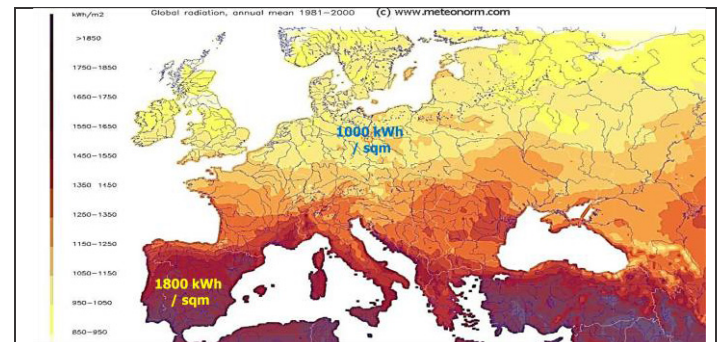 kWh/m2 Global radiation, annual mean 1981-2000 (c) www.meteonorm.com
>1850
1750-1850
1650-1750
1550-1650
1450-1550
1350 1450
1250-1350
1150-1250
1050-1150
950-1050
850-950
1000 kWh
/ sqm
1800 kWh
/ sqm